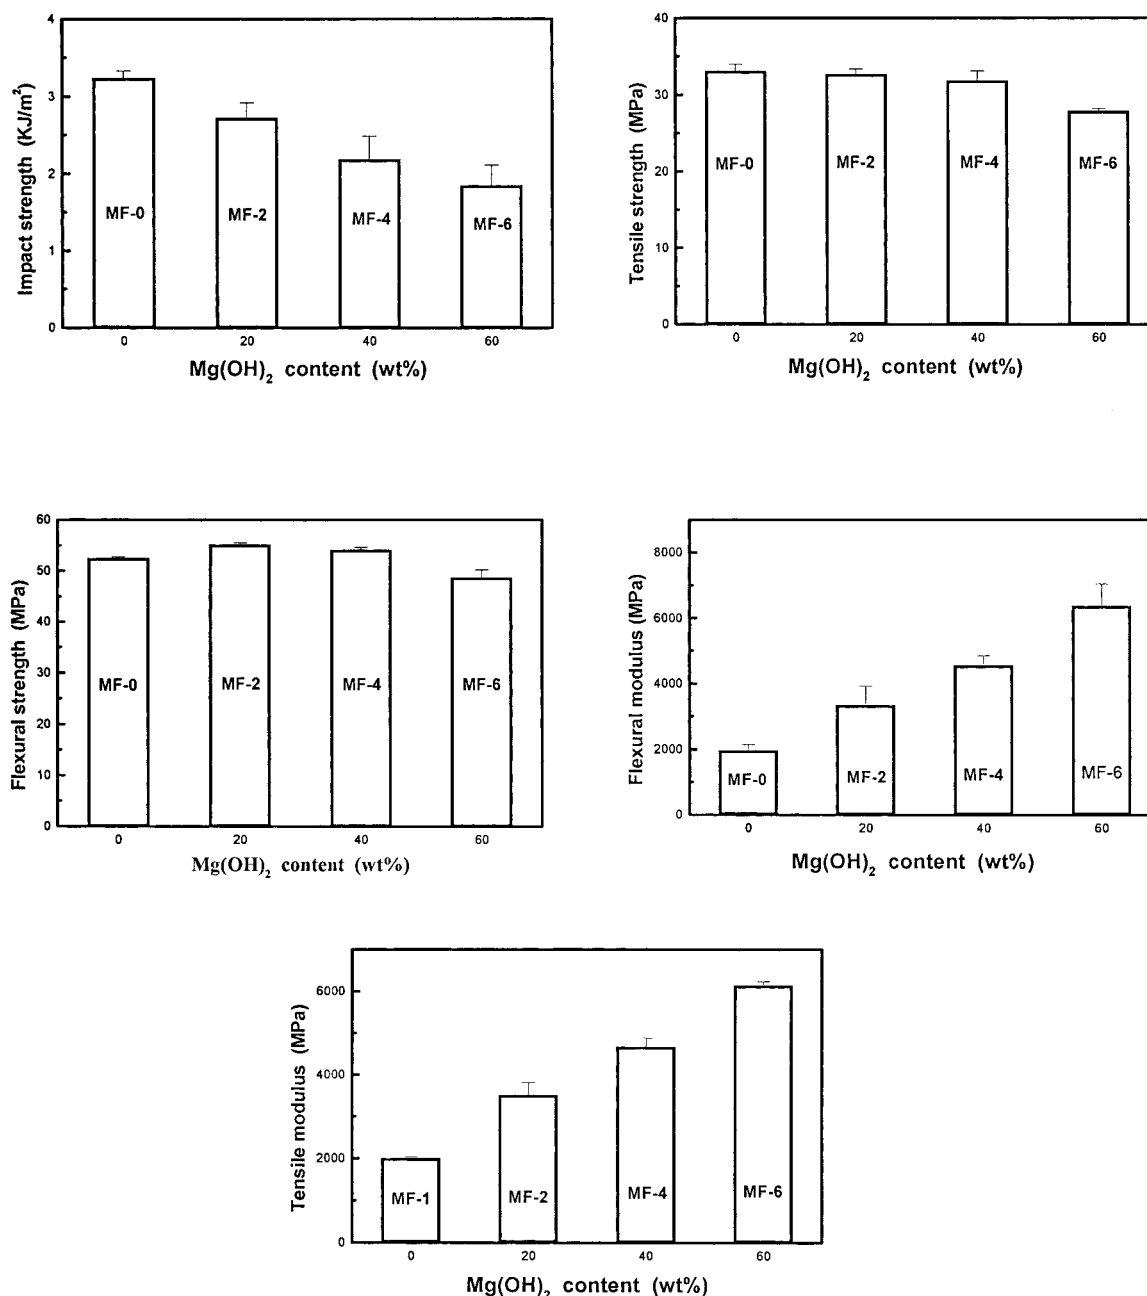 Impact strength (KJ/m²)
4
3
2
1
0
MF-0
MF-2
MF-4
MF-6
0 20 40 60
Mg(OH)₂ content (wt%)
Tensile strength (MPa)
40
30
20
10
0
MF-0
MF-2
MF-4
MF-6
0 20 40 60
Mg(OH)₂ content (wt%)
Flexural strength (MPa)
60
50
40
30
20
10
0
MF-0
MF-2
MF-4
MF-6
0 20 40 60
Mg(OH)₂ content (wt%)
Flexural modulus (MPa)
8000
6000
4000
2000
0
MF-0
MF-2
MF-4
MF-6
0 20 40 60
Mg(OH)₂ content (wt%)
Tensile modulus (MPa)
6000
4000
2000
0
MF-1
MF-2
MF-4
MF-6
0 20 40 60
Mg(OH)₂ content (wt%)